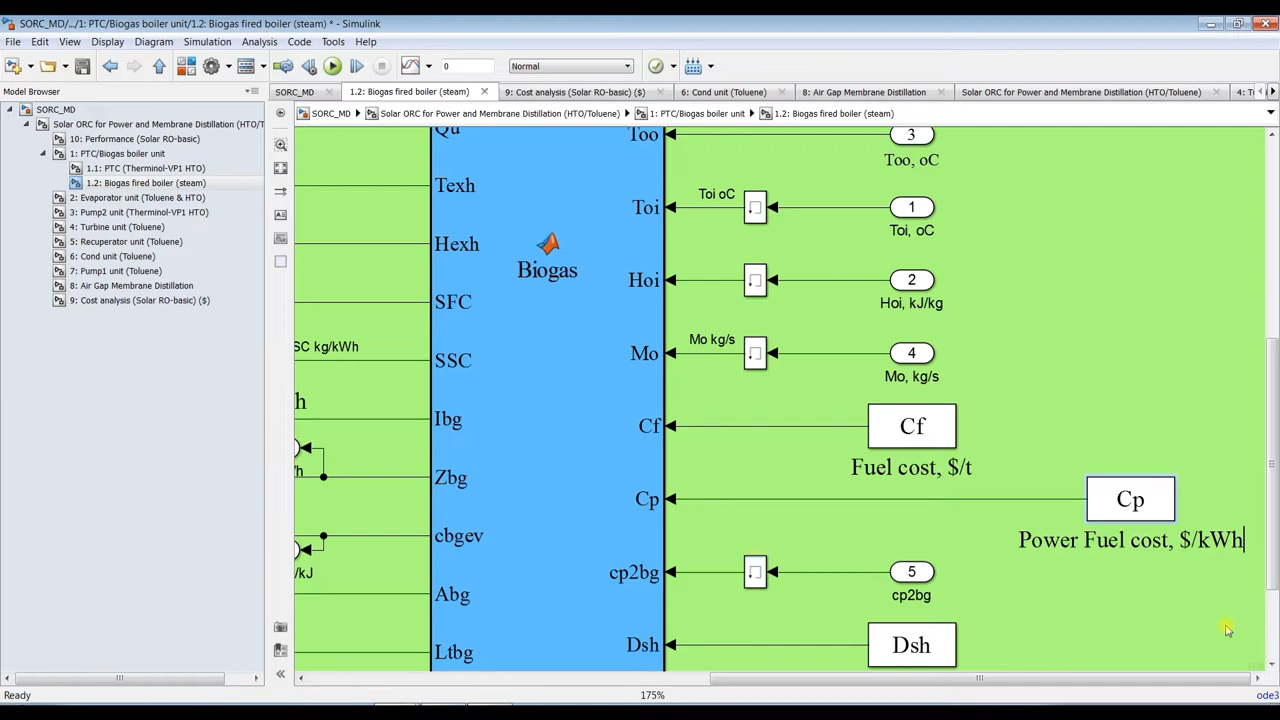 SORC_MD/.../1: PTC/Biogas boiler unit/1.2: Biogas fired boiler (steam) * - Simulink
File Edit View Display Diagram Simulation Analysis Code Tools Help
0 Normal
Model Browser
SORC_MD 1.2: Biogas fired boiler (steam) 9: Cost analysis (Solar RO-basic) ($) 6: Cond unit (Toluene) 8: Air Gap Membrane Distillation Solar ORC for Power and Membrane Distillation (HTO/Toluene)
SORC_MD Solar ORC for Power and Membrane Distillation (HTO/Toluene) 1: PTC/Biogas boiler unit 1.2: Biogas fired boiler (steam)
SORC_MD
Solar ORC for Power and Membrane Distillation (HTO/T
10: Performance (Solar RO-basic)
1: PTC/Biogas boiler unit
1.1: PTC (Therminol-VP1 HTO)
1.2: Biogas fired boiler (steam)
2: Evaporator unit (Toluene & HTO)
3: Pump2 unit (Therminol-VP1 HTO)
4: Turbine unit (Toluene)
5: Recuperator unit (Toluene)
6: Cond unit (Toluene)
7: Pump1 unit (Toluene)
8: Air Gap Membrane Distillation
9: Cost analysis (Solar RO-basic) ($)
Qu
Texh
Hexh
SFC
SC kg/kWh
SSC
h
Ibg
/h
Zbg
cbgev
/kJ
Abg
Ltbg
Biogas
Too
3
Too, oC
Toi
Toi oC
1
Toi, oC
Hoi
2
Hoi, kJ/kg
Mo
Mo kg/s
4
Mo, kg/s
Cf
Cf
Fuel cost, $/t
Cp
Cp
Power Fuel cost, $/kWh
cp2bg
5
cp2bg
Dsh
Dsh
Ready
175%
ode3